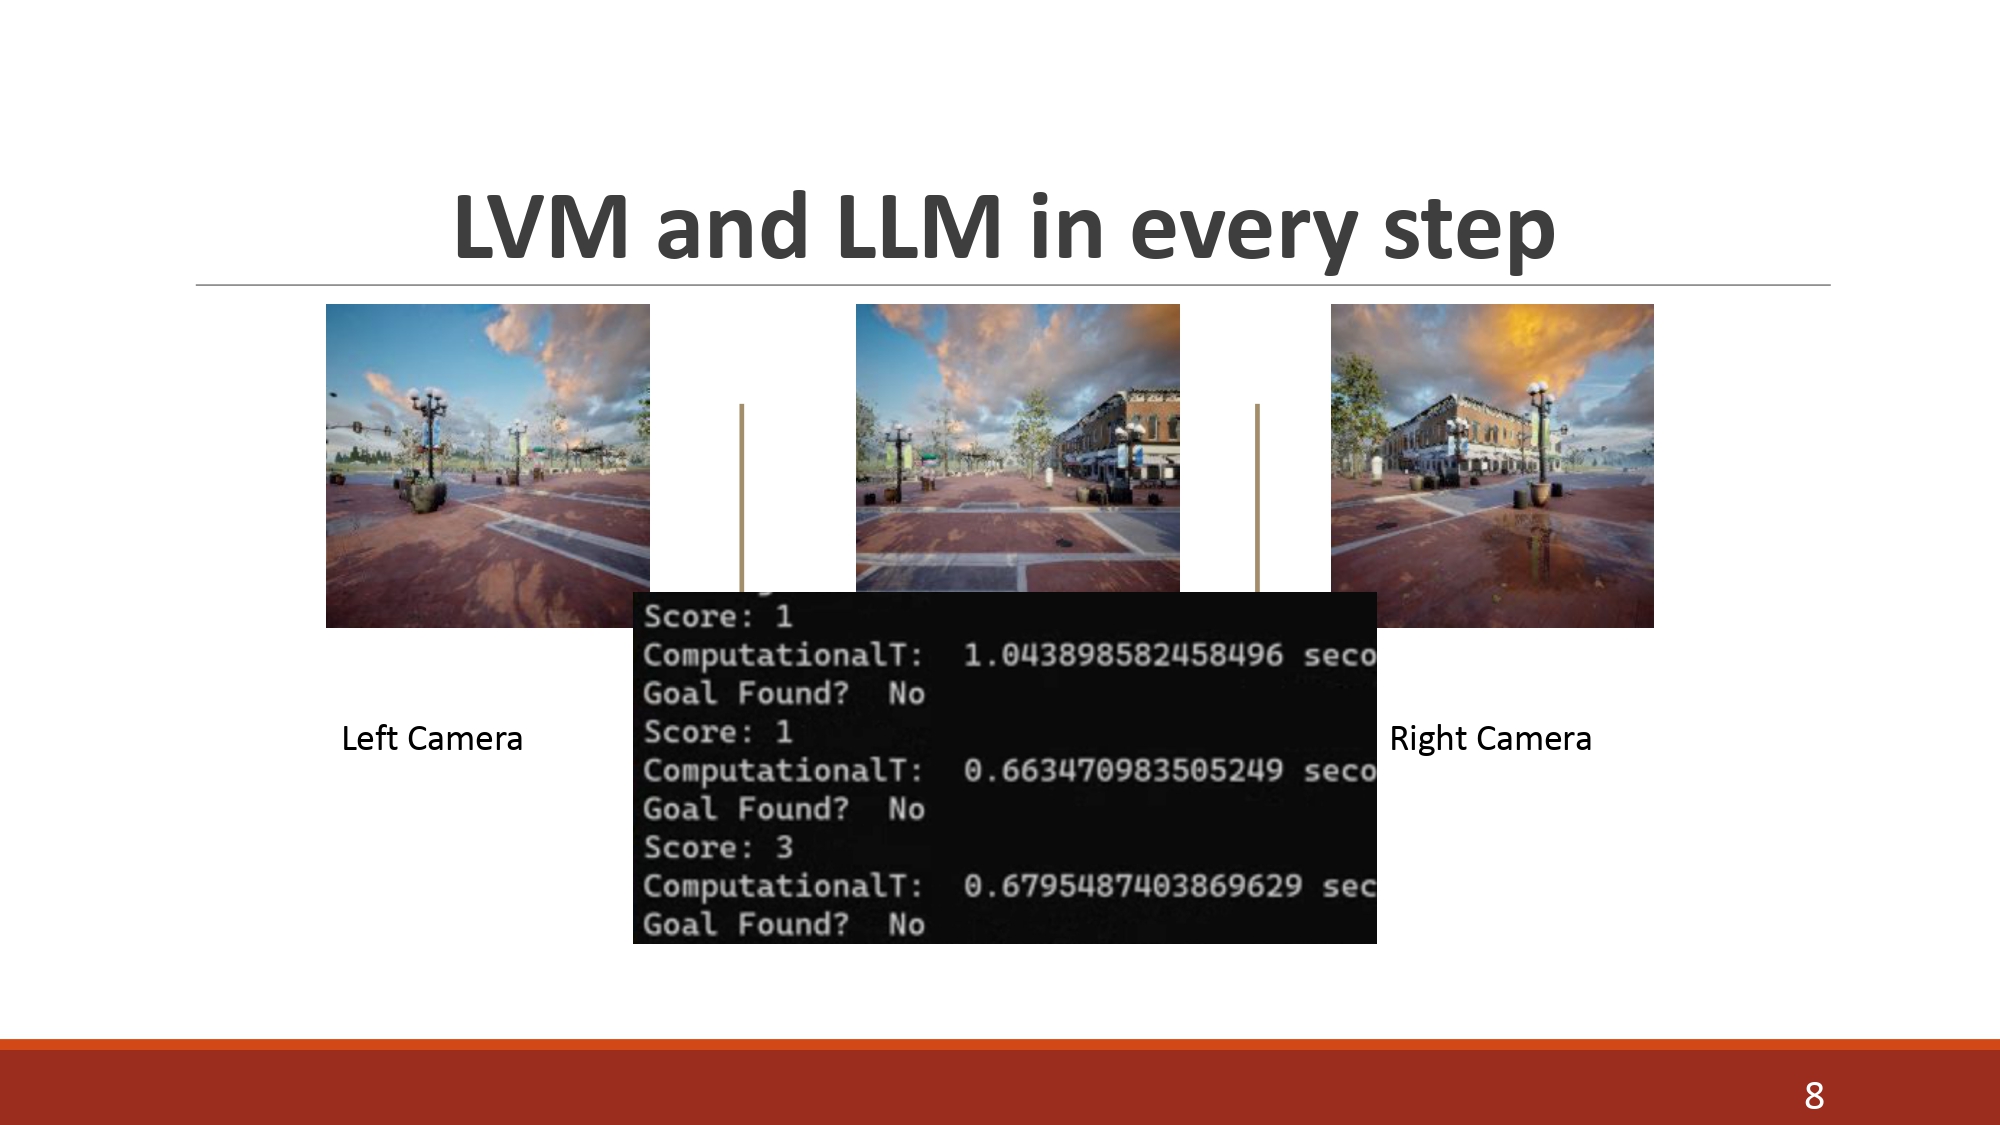 LVM and LLM in every step
Score: 1
ComputationalT: 1.043898582458496 seco
Goal Found? No
Score: 1
ComputationalT: 0.663470983505249 seco
Goal Found? No
Score: 3
ComputationalT: 0.6795487403869629 sec
Goal Found? No
Left Camera
Right Camera
8